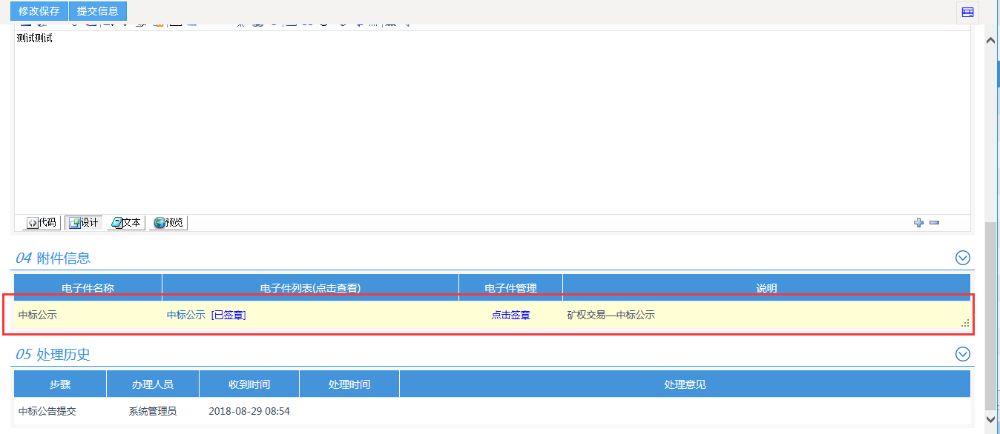 修改保存 提交信息
测试测试
代码 设计 文本 预览
04 附件信息
电子件名称 电子件列表(点击查看) 电子件管理 说明
中标公示 中标公示 [已签章] 点击签章 矿权交易—中标公示
05 处理历史
步骤 办理人员 收到时间 处理时间 处理意见
中标公告提交 系统管理员 2018-08-29 08:54